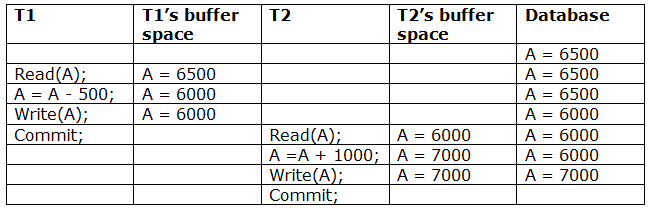 T1 T1's buffer space T2 T2's buffer space Database
A = 6500
Read(A); A = 6500 A = 6500
A = A - 500; A = 6000 A = 6500
Write(A); A = 6000 A = 6000
Commit; Read(A); A = 6000 A = 6000
A =A + 1000; A = 7000 A = 6000
Write(A); A = 7000 A = 7000
Commit;